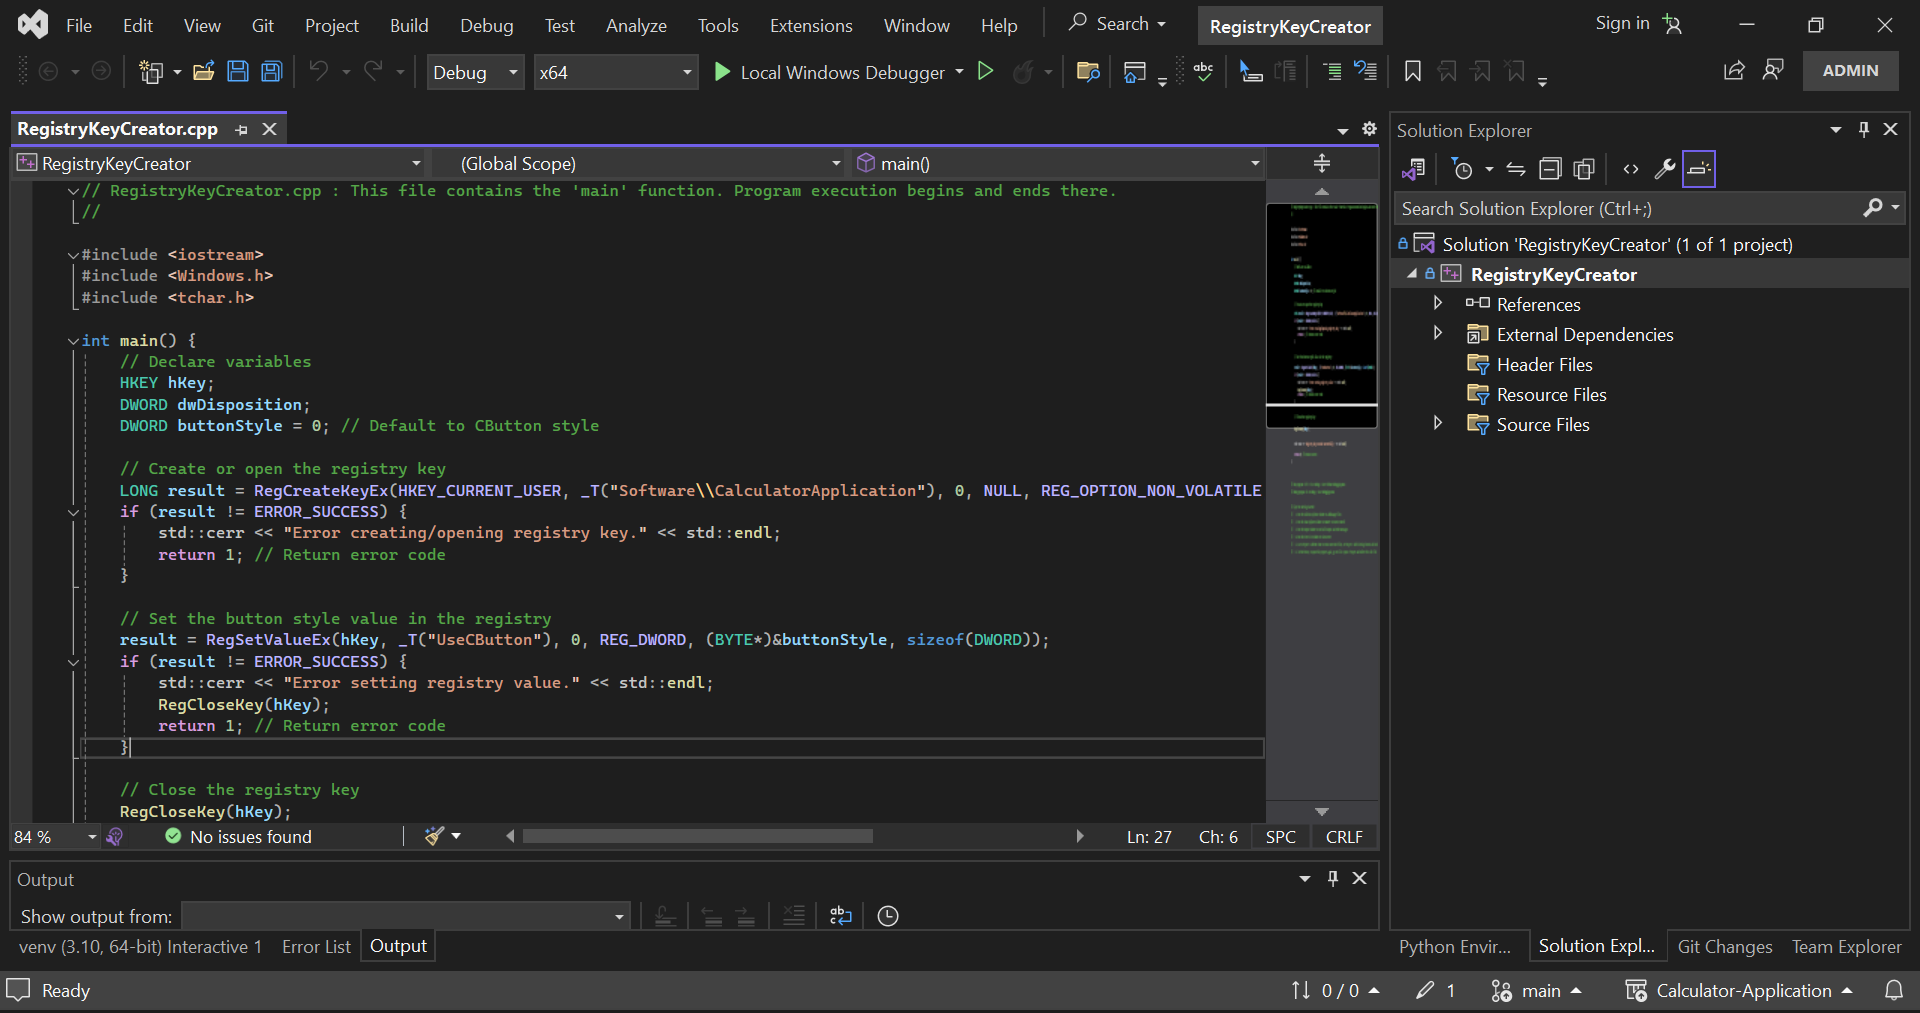 File Edit View Git Project Build Debug Test Analyze Tools Extensions Window Help Search RegistryKeyCreator Sign in
Debug x64 Local Windows Debugger abc ADMIN
RegistryKeyCreator.cpp
RegistryKeyCreator (Global Scope) main()
// RegistryKeyCreator.cpp : This file contains the 'main' function. Program execution begins and ends there.
//
#include <iostream>
#include <Windows.h>
#include <tchar.h>
int main() {
// Declare variables
HKEY hKey;
DWORD dwDisposition;
DWORD buttonStyle = 0; // Default to CButton style
// Create or open the registry key
LONG result = RegCreateKeyEx(HKEY_CURRENT_USER, _T("Software\\CalculatorApplication"), 0, NULL, REG_OPTION_NON_VOLATILE
if (result != ERROR_SUCCESS) {
std::cerr << "Error creating/opening registry key." << std::endl;
return 1; // Return error code
}
// Set the button style value in the registry
result = RegSetValueEx(hKey, _T("UseCButton"), 0, REG_DWORD, (BYTE*)&buttonStyle, sizeof(DWORD));
if (result != ERROR_SUCCESS) {
std::cerr << "Error setting registry value." << std::endl;
RegCloseKey(hKey);
return 1; // Return error code
}
// Close the registry key
RegCloseKey(hKey);
84 % No issues found Ln: 27 Ch: 6 SPC CRLF
Output
Show output from:
venv (3.10, 64-bit) Interactive 1 Error List Output
Solution Explorer
Search Solution Explorer (Ctrl+;)
Solution 'RegistryKeyCreator' (1 of 1 project)
RegistryKeyCreator
References
External Dependencies
Header Files
Resource Files
Source Files
Python Envir... Solution Expl... Git Changes Team Explorer
Ready 0 / 0 1 main Calculator-Application